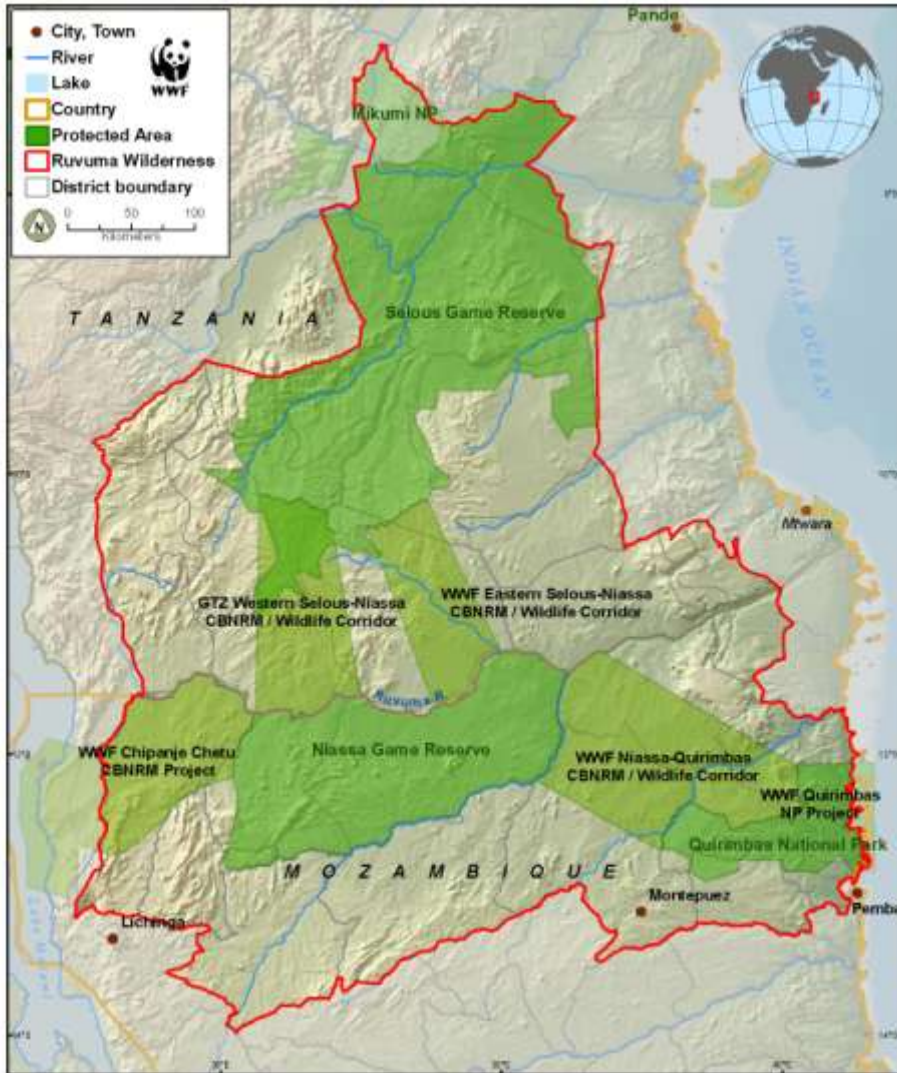 City, Town
River
Lake
Country
Protected Area
Ruvuma Wilderness
District boundary
WWF
N
0 50 100
Kilometers
Pande
Mikumi NP
INDIAN OCEAN
Selous Game Reserve
TANZANIA
Mtwara
GTZ Western Selous-Niassa
CBNRM / Wildlife Corridor
WWF Eastern Selous-Niassa
CBNRM / Wildlife Corridor
Ruvuma R.
WWF Chipanje Chetu
CBNRM Project
Niassa Game Reserve
WWF Niassa-Quirimbas
CBNRM / Wildlife Corridor
WWF Quirimbas
NP Project
Quirimbas National Park
MOZAMBIQUE
Montepuez
Pemba
Lichinga